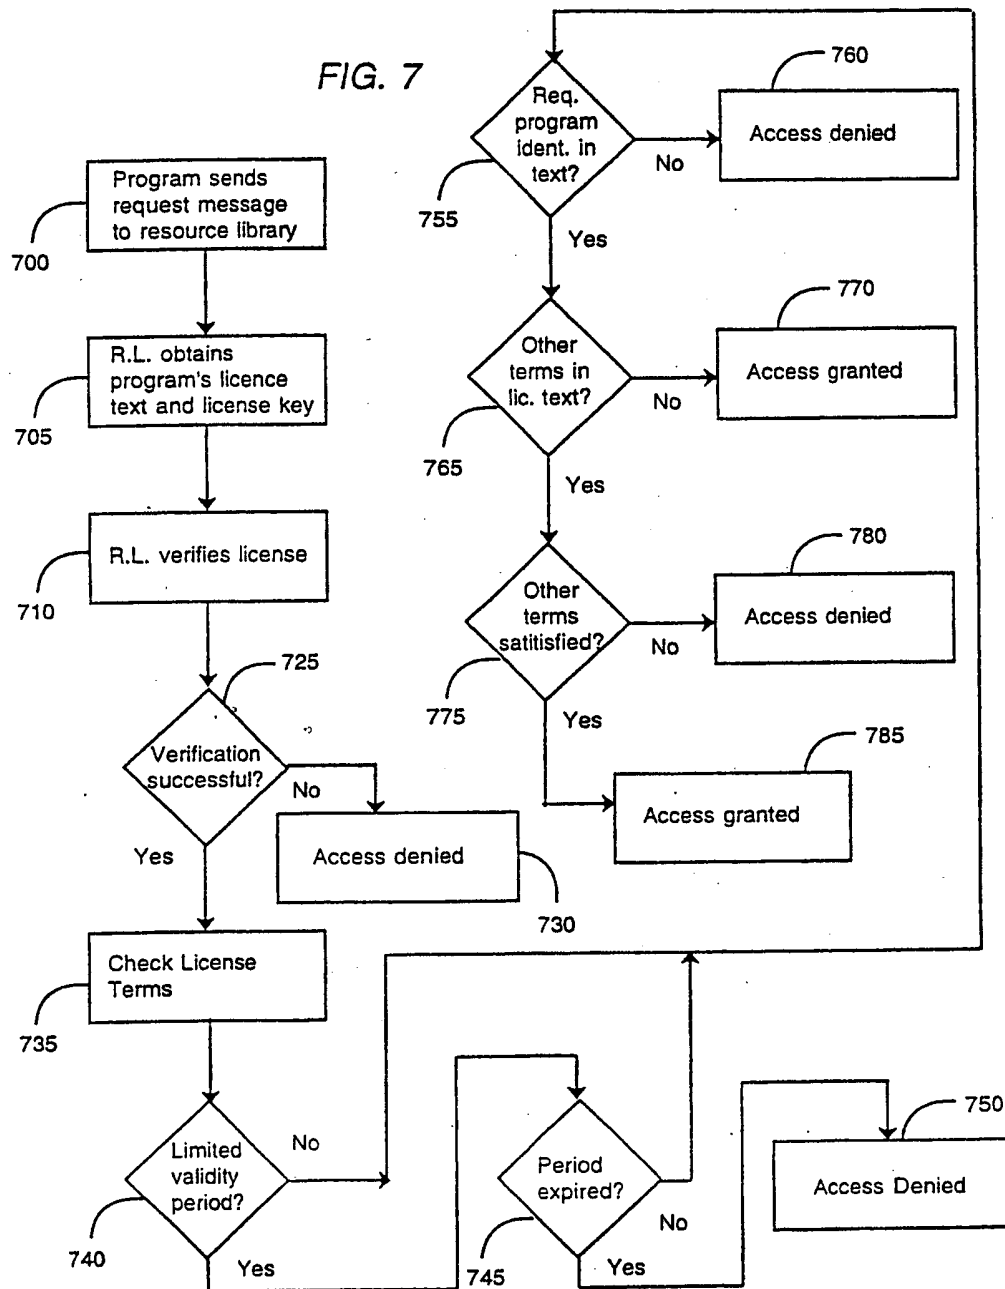 FIG. 7
Program sends
request message
to resource library
700
R.L. obtains
program's licence
text and license key
705
R.L. verifies license
710
725
Verification
successful?
No
Yes
Access denied
730
Check License
Terms
735
Limited
validity
period?
No
740
Yes
Period
expired?
No
745
Yes
750
Access Denied
Req.
program
ident. in
text?
No
755
Yes
760
Access denied
Other
terms in
lic. text?
No
765
Yes
770
Access granted
Other
terms
satitisfied?
No
775
Yes
780
Access denied
785
Access granted